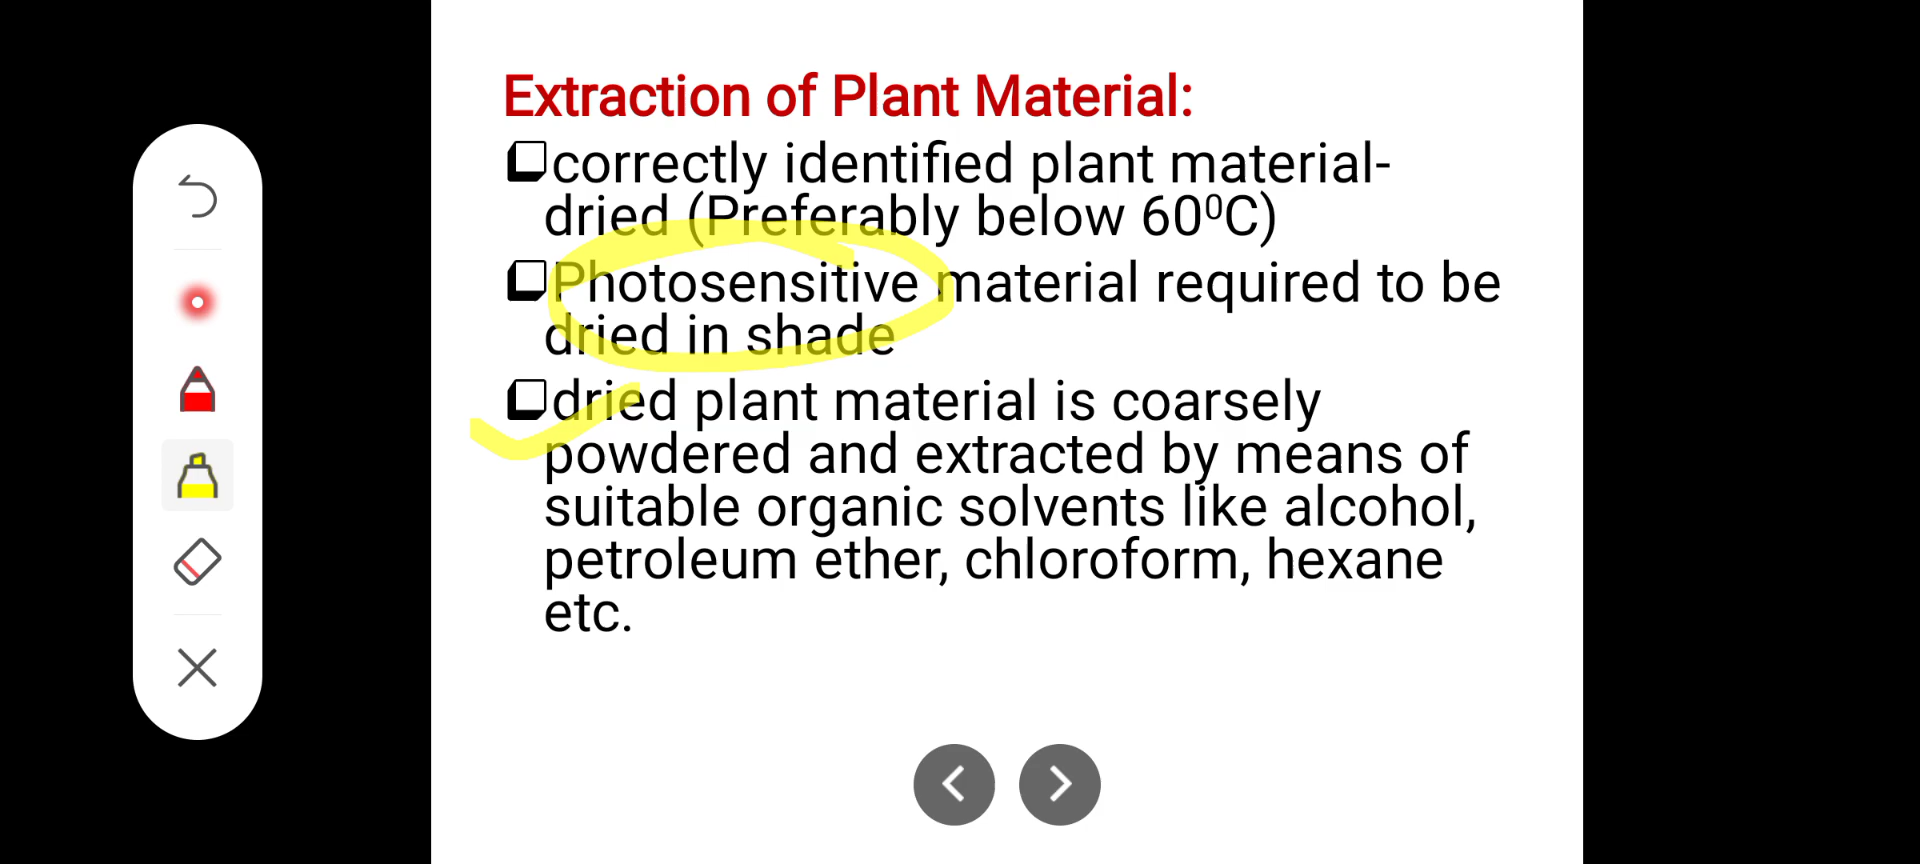 Extraction of Plant Material:
❑correctly identified plant material-
dried (Preferably below 60⁰C)
❑Photosensitive material required to be
dried in shade
❑dried plant material is coarsely
powdered and extracted by means of
suitable organic solvents like alcohol,
petroleum ether, chloroform, hexane
etc.